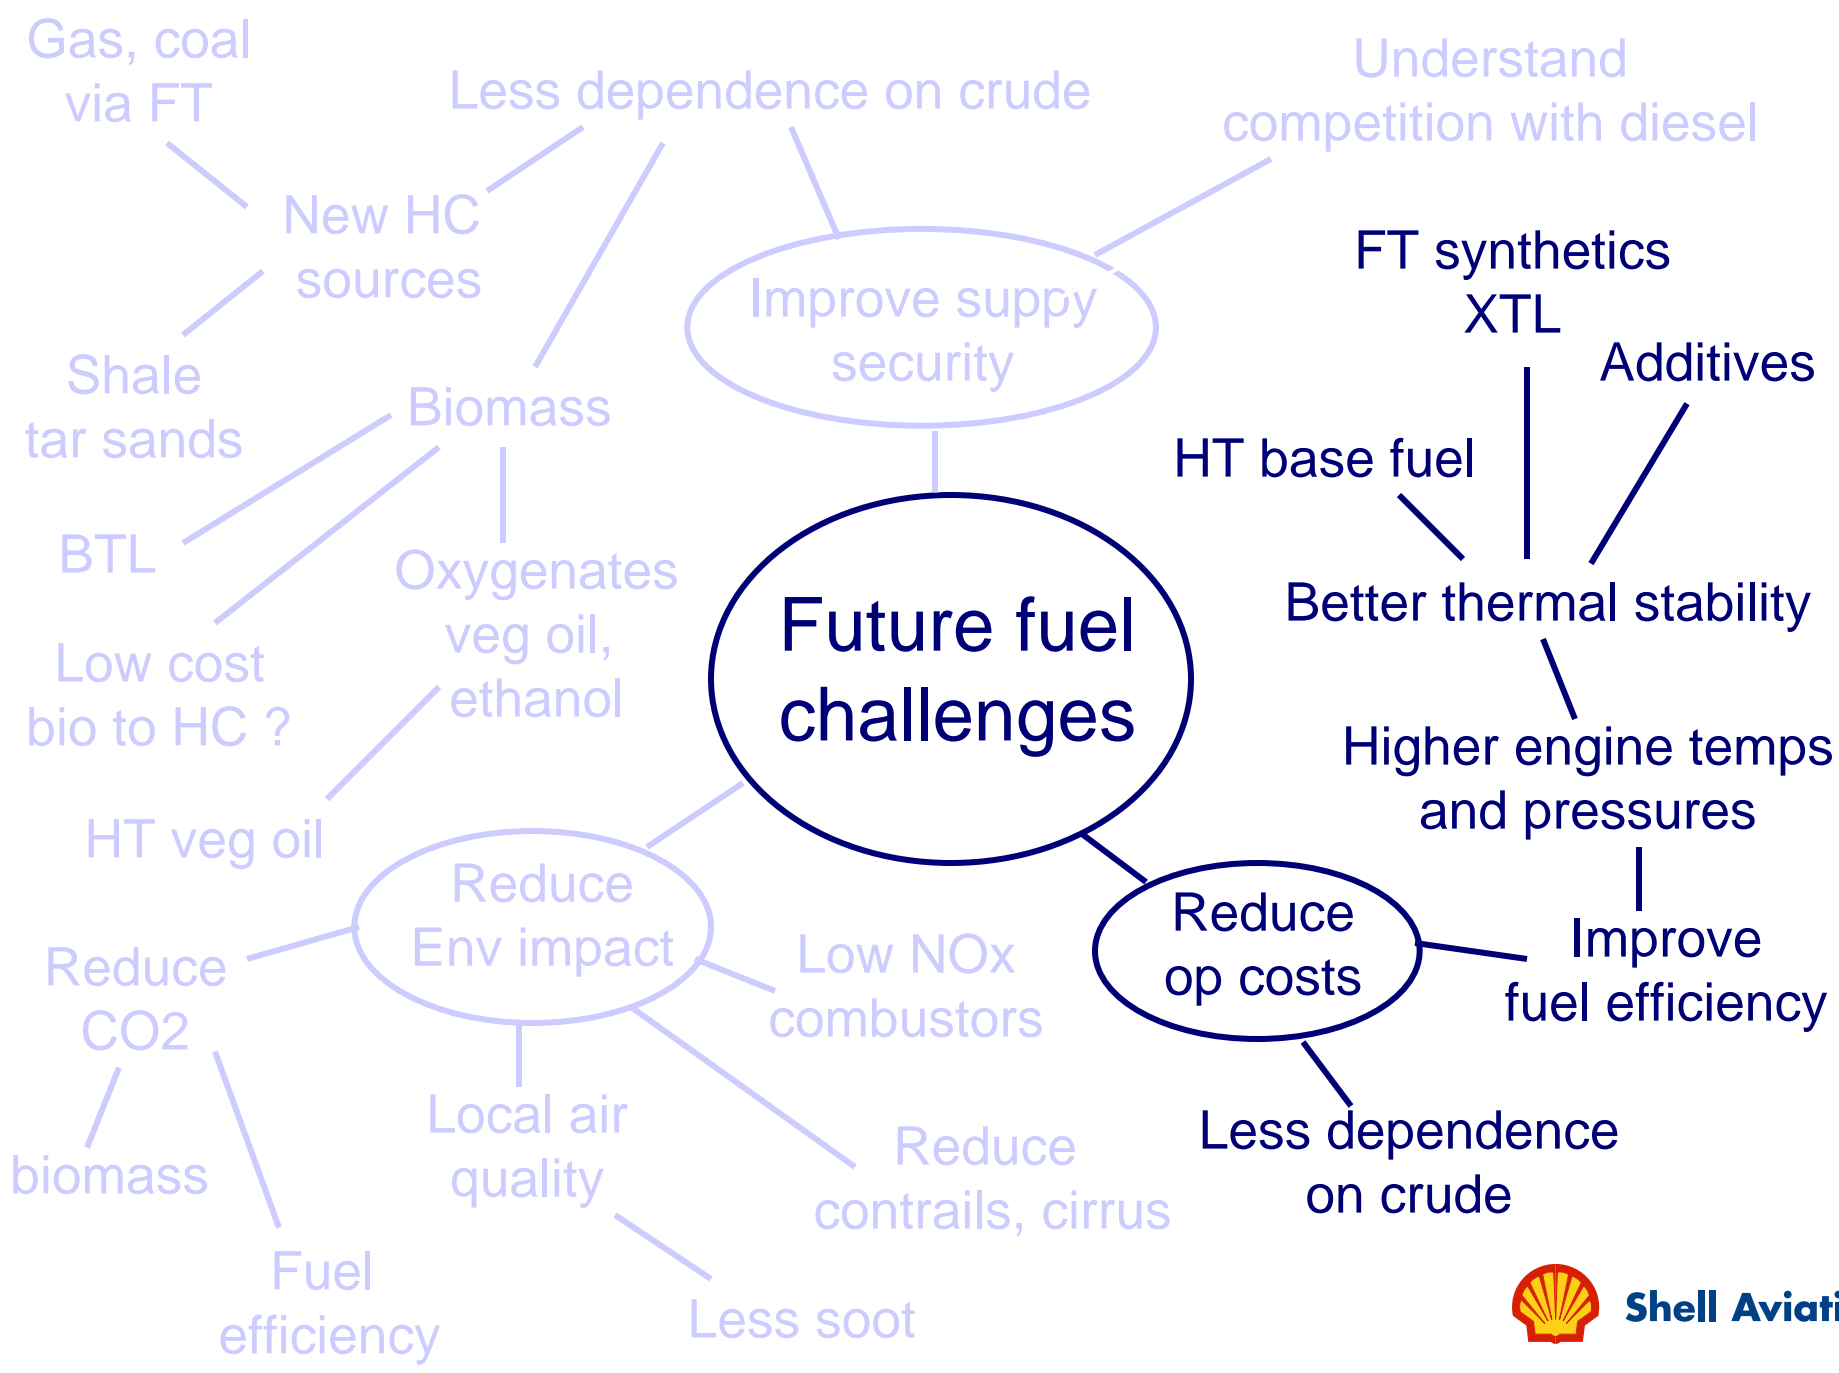 Gas, coal
via FT
Less dependence on crude
Understand
competition with diesel
New HC
sources
FT synthetics
XTL
Improve suppy
security
Additives
Shale
tar sands
Biomass
HT base fuel
BTL
Oxygenates
veg oil,
ethanol
Future fuel
challenges
Better thermal stability
Low cost
bio to HC ?
Higher engine temps
and pressures
HT veg oil
Reduce
Env impact
Reduce
op costs
Improve
fuel efficiency
Reduce
CO2
Low NOx
combustors
Local air
quality
Reduce
contrails, cirrus
Less dependence
on crude
biomass
Fuel
efficiency
Less soot
Shell Aviati